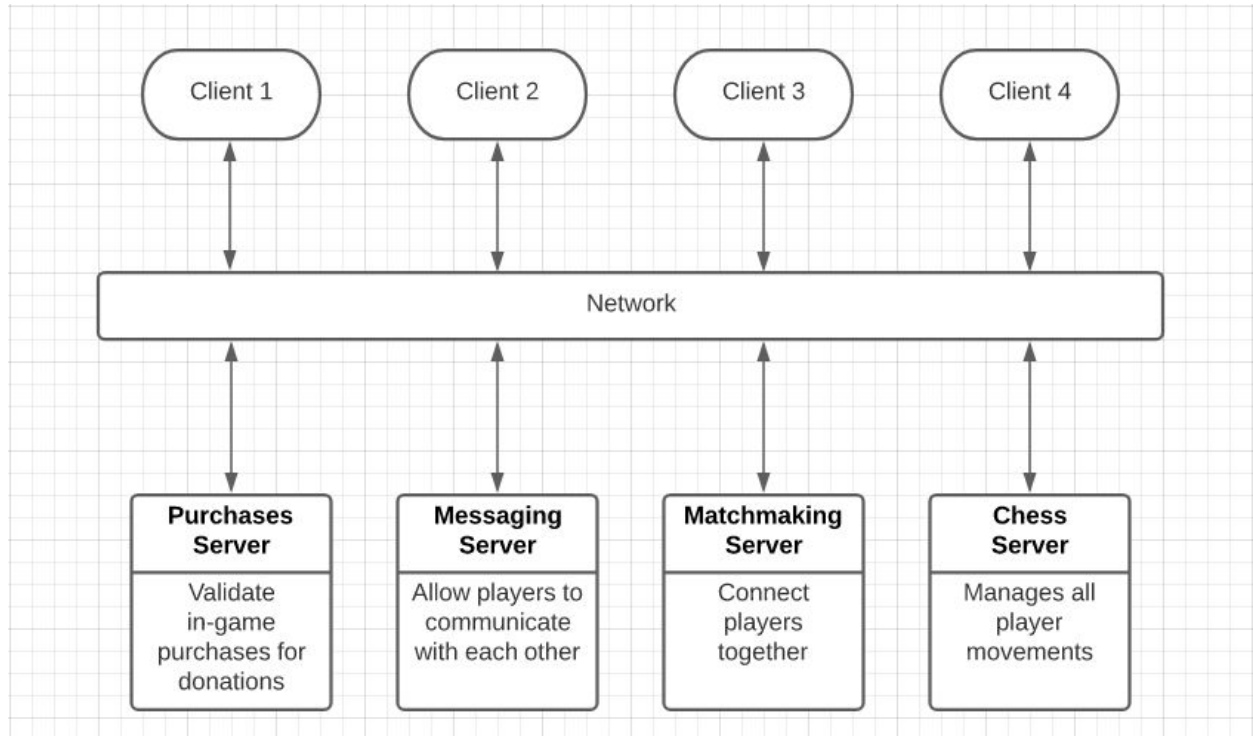 Client 1
Client 2
Client 3
Client 4
Network
Purchases
Server
Validate
in-game
purchases for
donations
Messaging
Server
Allow players to
communicate
with each other
Matchmaking
Server
Connect
players
together
Chess
Server
Manages all
player
movements